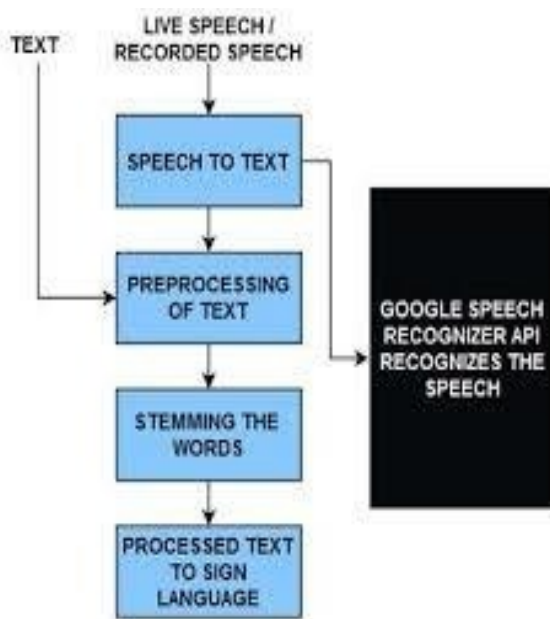 TEXT
LIVE SPEECH /
RECORDED SPEECH
SPEECH TO TEXT
PREPROCESSING
OF TEXT
GOOGLE SPEECH
RECOGNIZER API
RECOGNIZES THE
SPEECH
STEMMING THE
WORDS
PROCESSED TEXT
TO SIGN
LANGUAGE